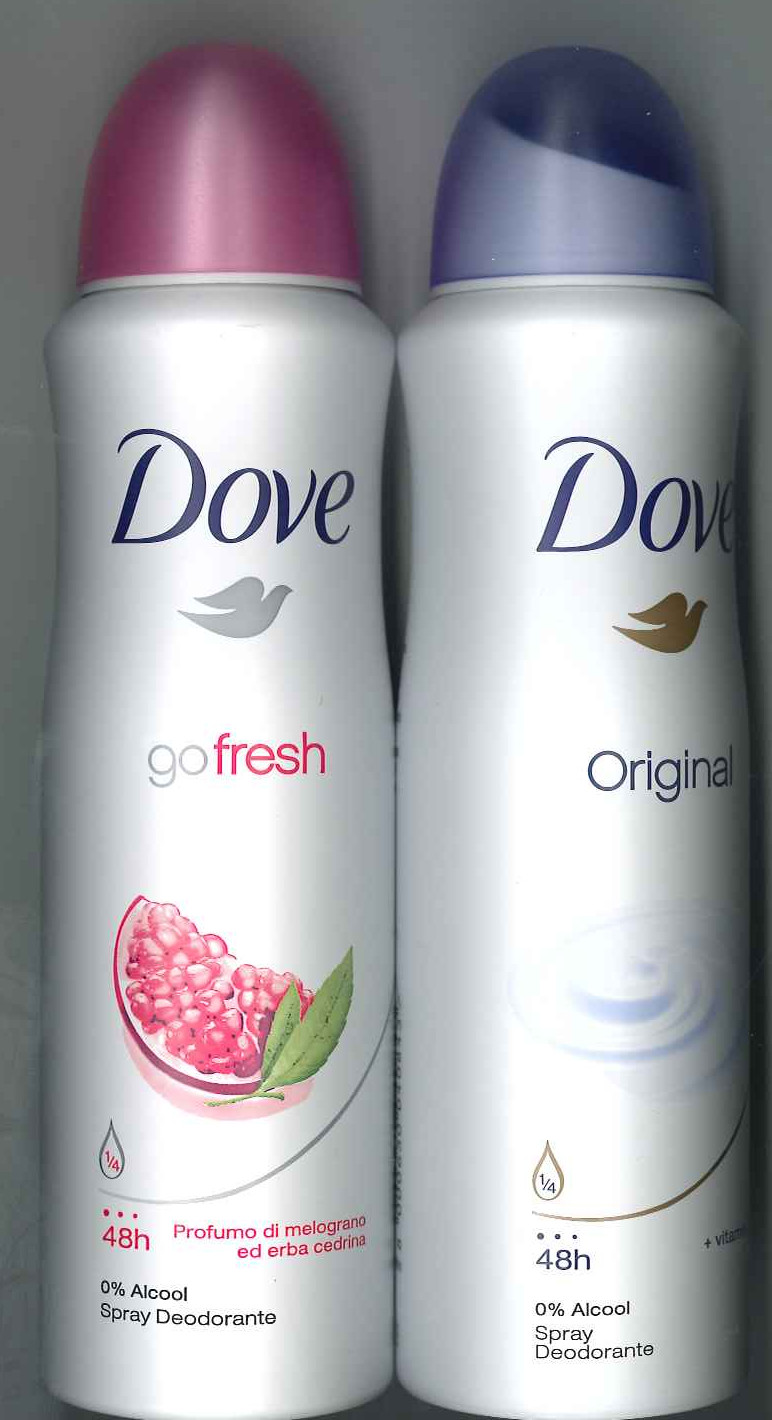 Dove
gofresh
1/4
48h
Profumo di melograno
ed erba cedrina
0% Alcool
Spray Deodorante
Dove
Original
1/4
48h
0% Alcool
Spray
Deodorante